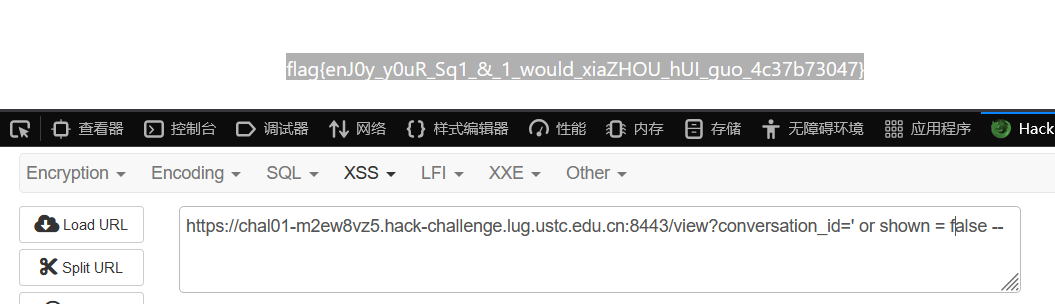 flag{enJ0y_y0uR_Sq1_&_1_would_xiaZHOU_hUI_guo_4c37b73047}
查看器 控制台 调试器 网络 样式编辑器 性能 内存 存储 无障碍环境 应用程序 Hack
Encryption Encoding SQL XSS LFI XXE Other
Load URL
https://chal01-m2ew8vz5.hack-challenge.lug.ustc.edu.cn:8443/view?conversation_id=' or shown = false --
Split URL